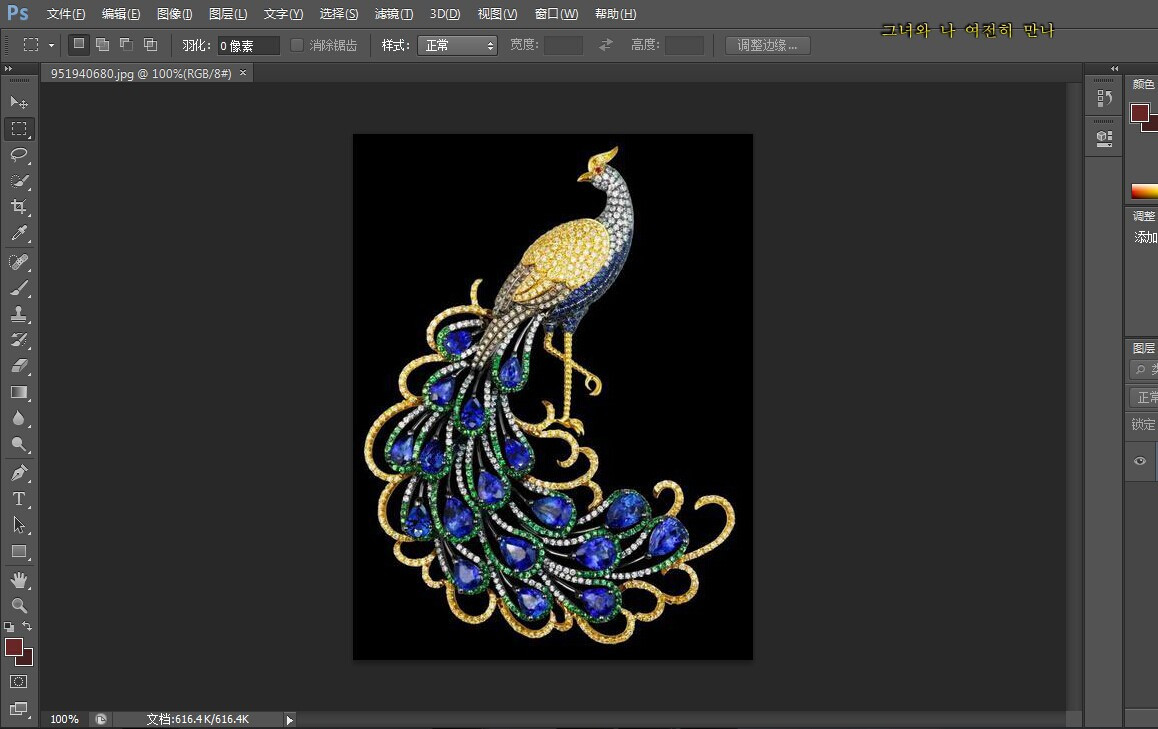 Ps 文件(F) 编辑(E) 图像(I) 图层(L) 文字(Y) 选择(S) 滤镜(T) 3D(D) 视图(V) 窗口(W) 帮助(H)
그녀와 나 여전히 만나
羽化: 0 像素 消除锯齿 样式: 正常 宽度: 高度: 调整边缘...
951940680.jpg @ 100%(RGB/8#) ×
颜色
调整
添加
图层
正常
锁定
T
100% 文档:616.4K/616.4K